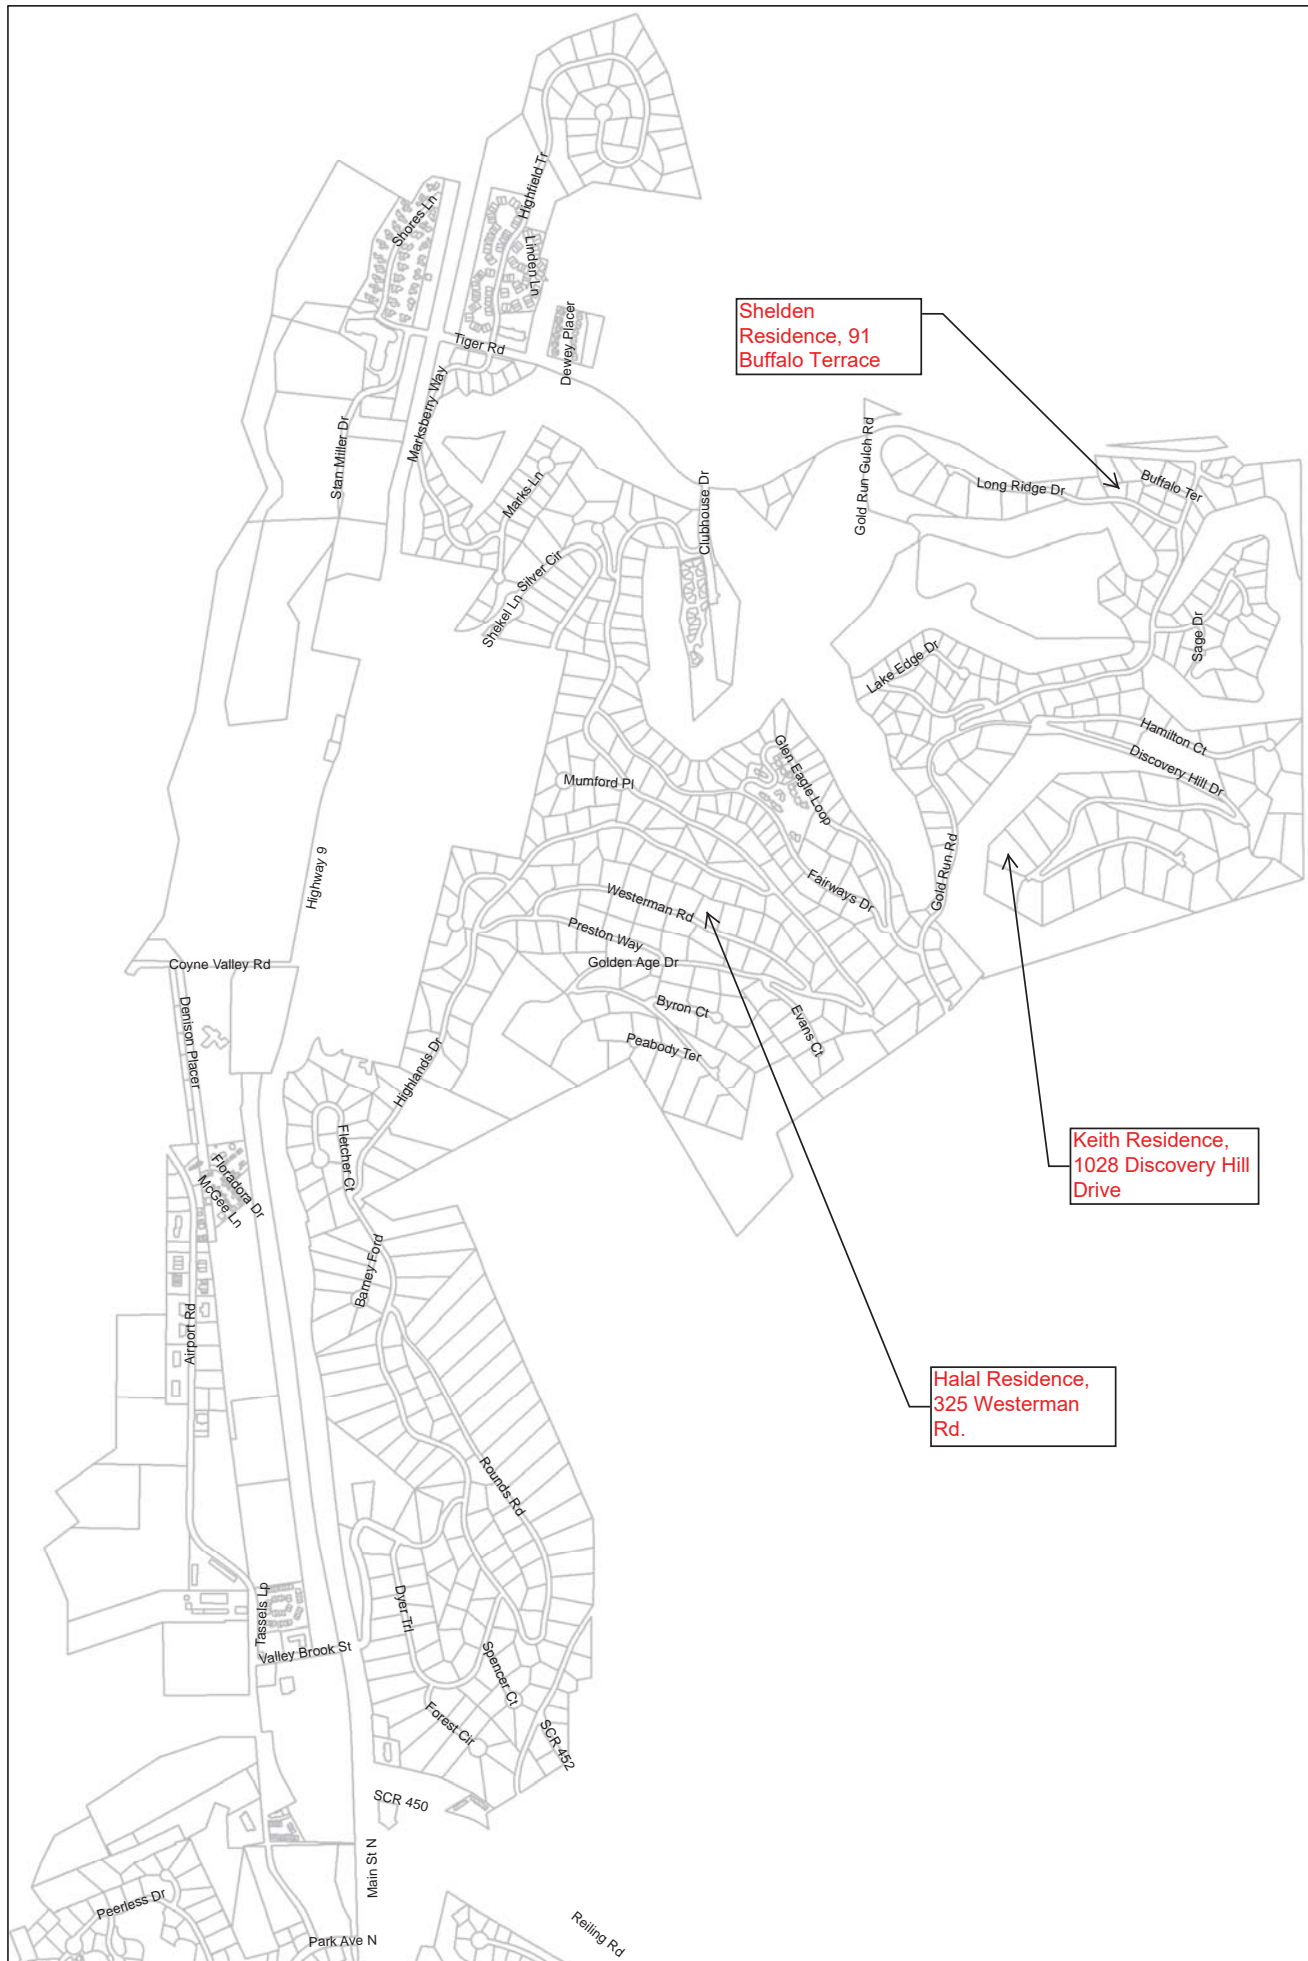 Highfield Tr
Shores Ln
Linden Ln
Tiger Rd
Dewey Placer
Marksberry Way
Stan Miller Dr
Shelden
Residence, 91
Buffalo Terrace
Gold Run Gulch Rd
Long Ridge Dr
Buffalo Ter
Marks Ln
Clubhouse Dr
Silver Cir
Shekel Ln
Sage Dr
Lake Edge Dr
Hamilton Ct
Discovery Hill Dr
Glen Eagle Loop
Mumford Pl
Highway 9
Fairways Dr
Gold Run Rd
Westerman Rd
Preston Way
Golden Age Dr
Coyne Valley Rd
Byron Ct
Evans Ct
Peabody Ter
Denison Placer
Highlands Dr
Fletcher Ct
Floradora Dr
McGee Ln
Keith Residence,
1028 Discovery Hill
Drive
Barney Ford
Airport Rd
Halal Residence,
325 Westerman
Rd.
Rounds Rd
Dyer Trl
Tassels Lp
Valley Brook St
Spencer Ct
Forest Cir
SCR 452
SCR 450
Main St N
Peerless Dr
Park Ave N
Reiling Rd